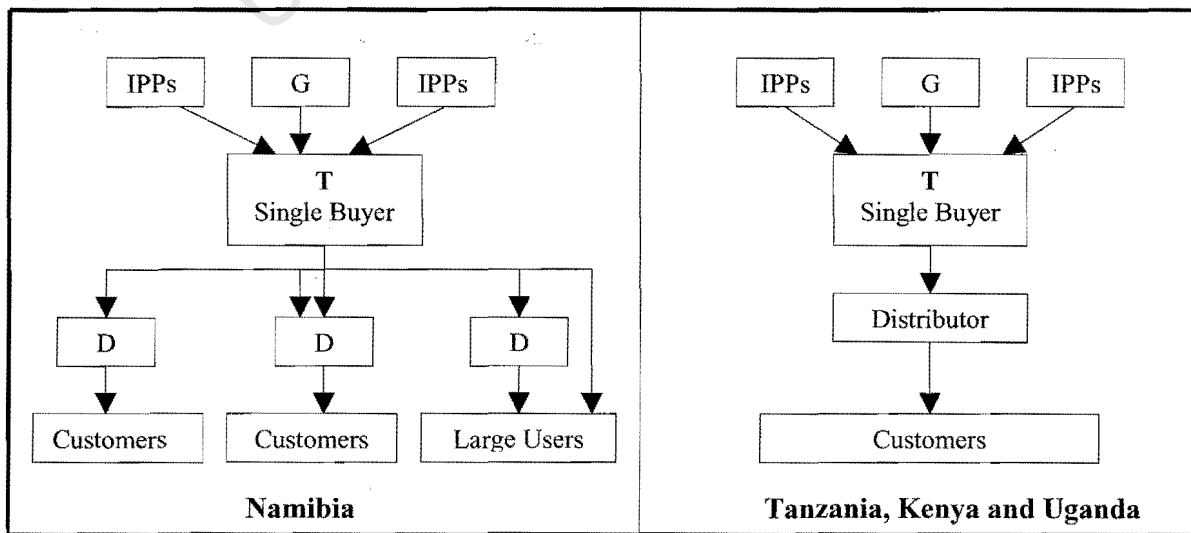 IPPs G IPPs
T
Single Buyer
D D D
Customers Customers Large Users
Namibia
IPPs G IPPs
T
Single Buyer
Distributor
Customers
Tanzania, Kenya and Uganda